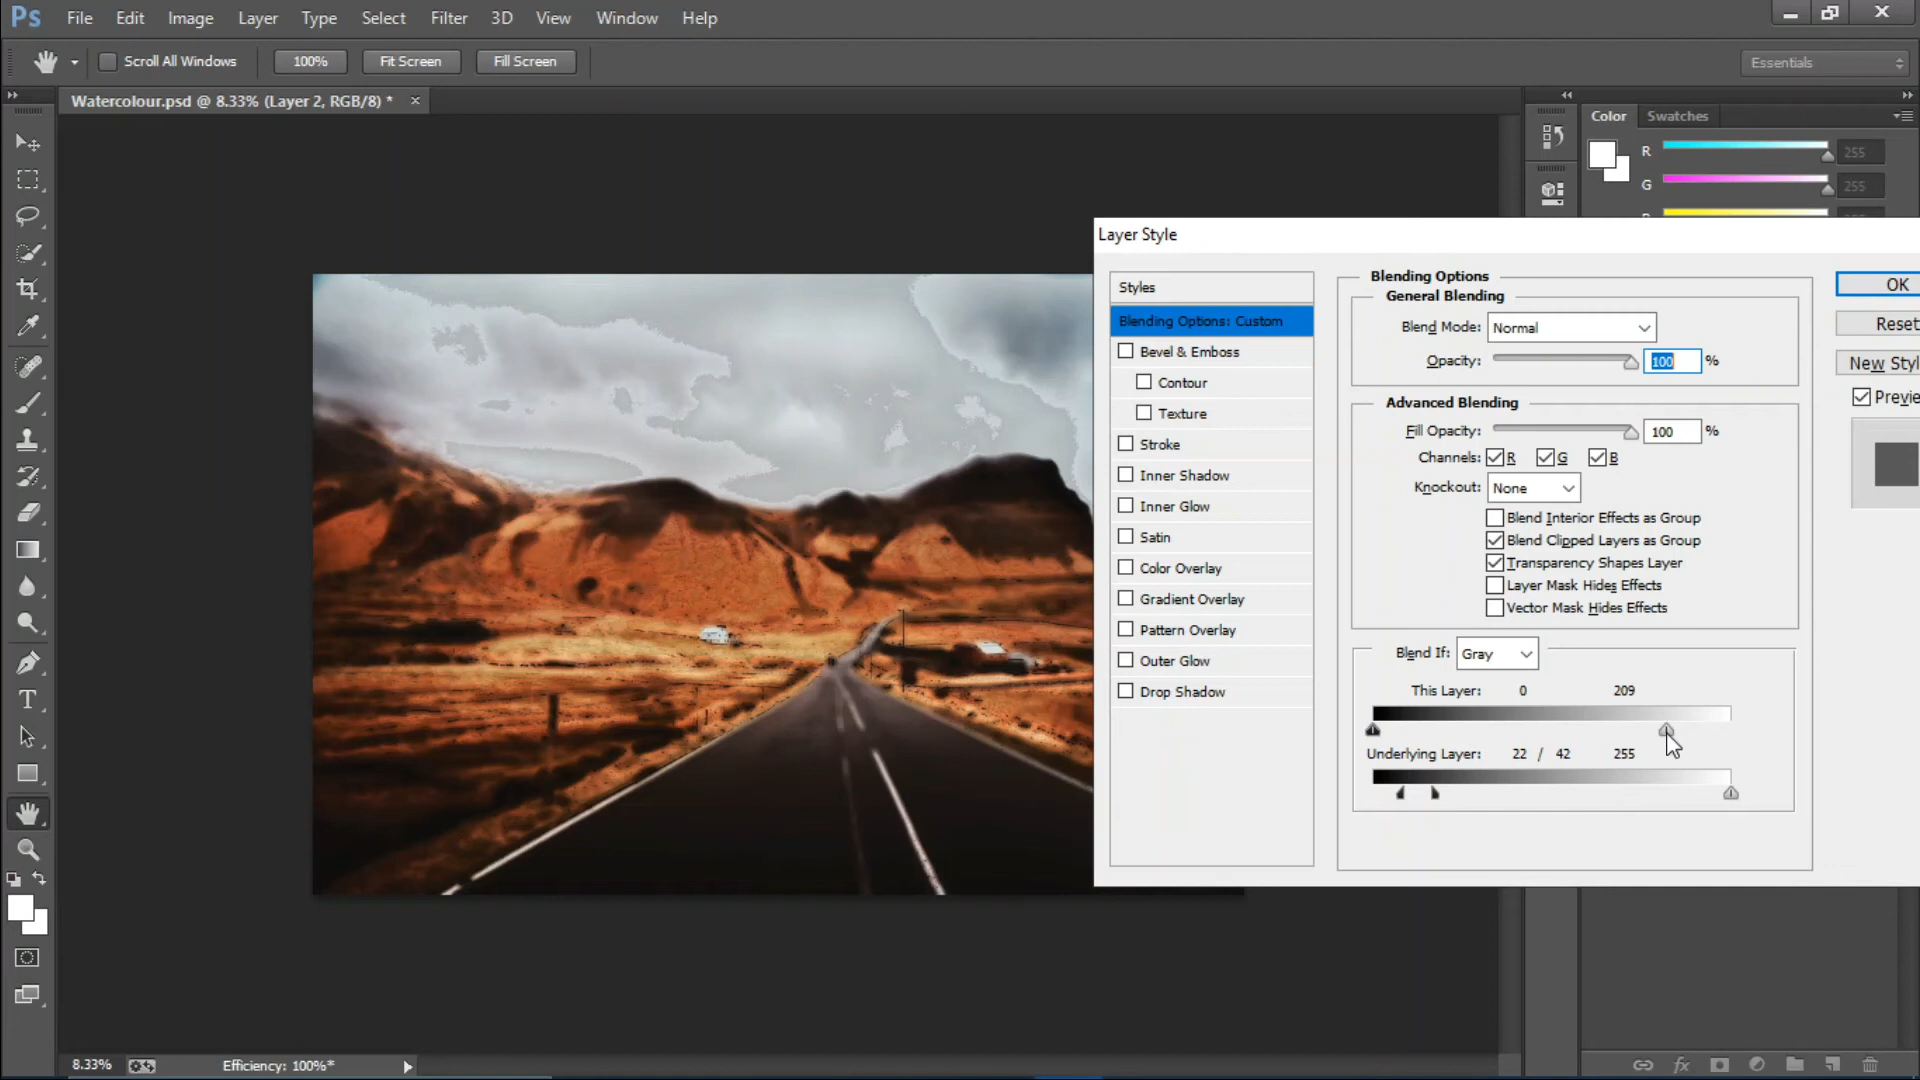 Ps File Edit Image Layer Type Select Filter 3D View Window Help
Scroll All Windows 100% Fit Screen Fill Screen Essentials
Watercolour.psd @ 8.33% (Layer 2, RGB/8) * ×
Color Swatches
R 255
G 255
Layer Style
Styles
Blending Options: Custom
Bevel & Emboss
Contour
Texture
Stroke
Inner Shadow
Inner Glow
Satin
Color Overlay
Gradient Overlay
Pattern Overlay
Outer Glow
Drop Shadow
Blending Options
General Blending
Blend Mode: Normal
Opacity: 100 %
Advanced Blending
Fill Opacity: 100 %
Channels: R G B
Knockout: None
Blend Interior Effects as Group
Blend Clipped Layers as Group
Transparency Shapes Layer
Layer Mask Hides Effects
Vector Mask Hides Effects
Blend If: Gray
This Layer: 0 209
Underlying Layer: 22 / 42 255
OK
Reset
New Styl
Previe
8.33% Efficiency: 100%*